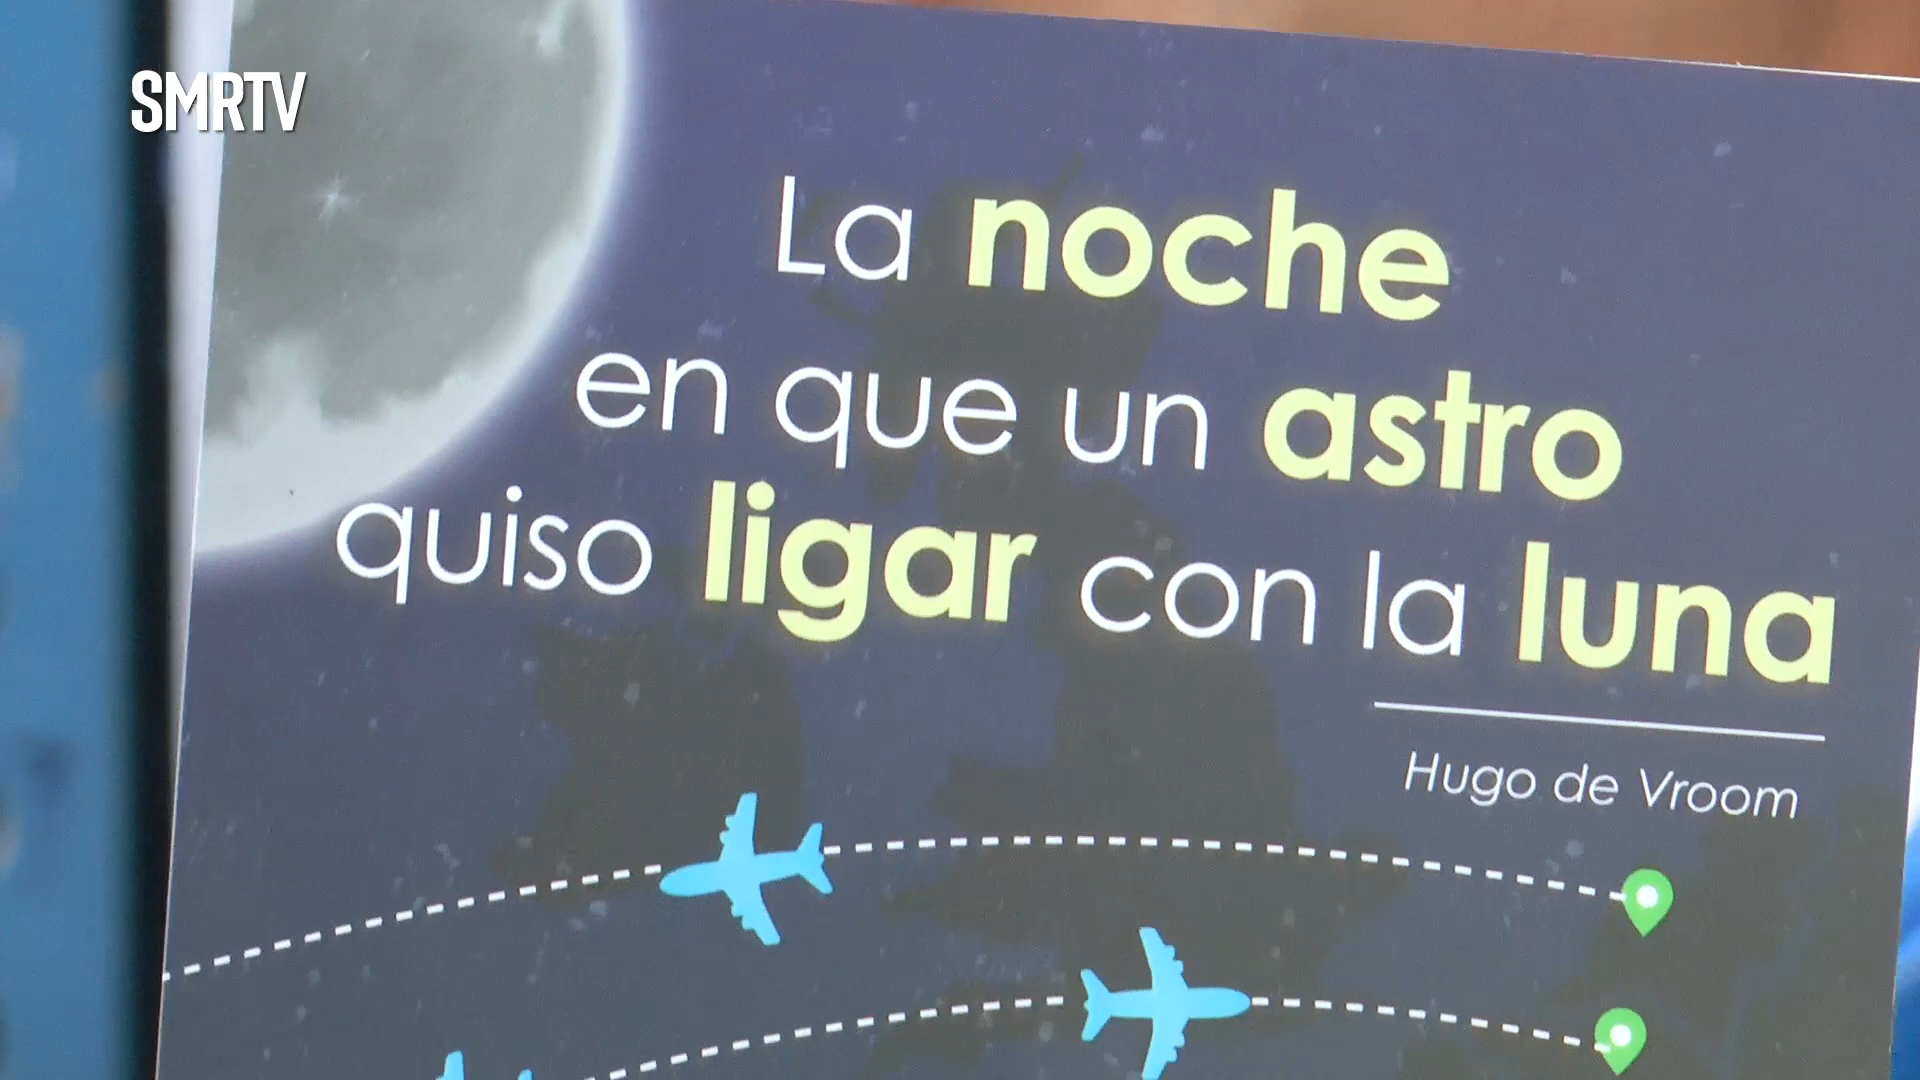 SMRTV
La noche
en que un astro
quiso ligar con la luna
Hugo de Vroom